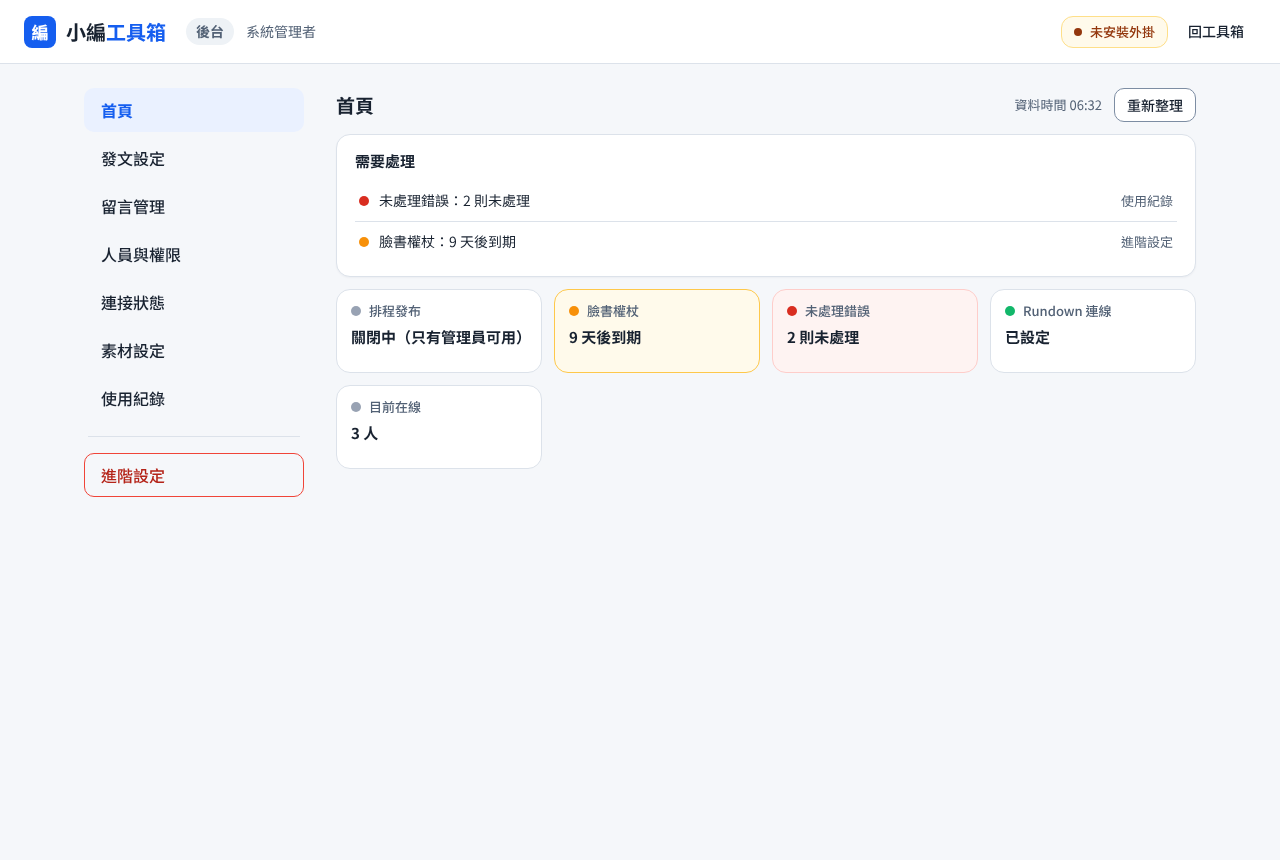 編 小編工具箱 後台 系統管理者 未安裝外掛 回工具箱
首頁
發文設定
留言管理
人員與權限
連接狀態
素材設定
使用紀錄
進階設定
首頁 資料時間 06:32 重新整理
需要處理
未處理錯誤：2 則未處理 使用紀錄
臉書權杖：9 天後到期 進階設定
排程發布
關閉中（只有管理員可用）
臉書權杖
9 天後到期
未處理錯誤
2 則未處理
Rundown 連線
已設定
目前在線
3 人